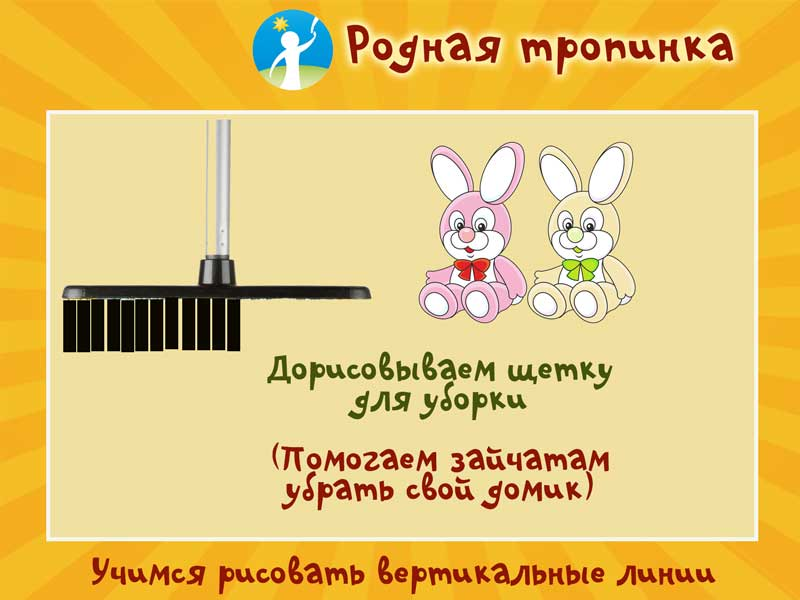 Родная тропинка
Дорисовываем щетку
для уборки
(Помогаем зайчатам
убрать свой домик)
Учимся рисовать вертикальные линии